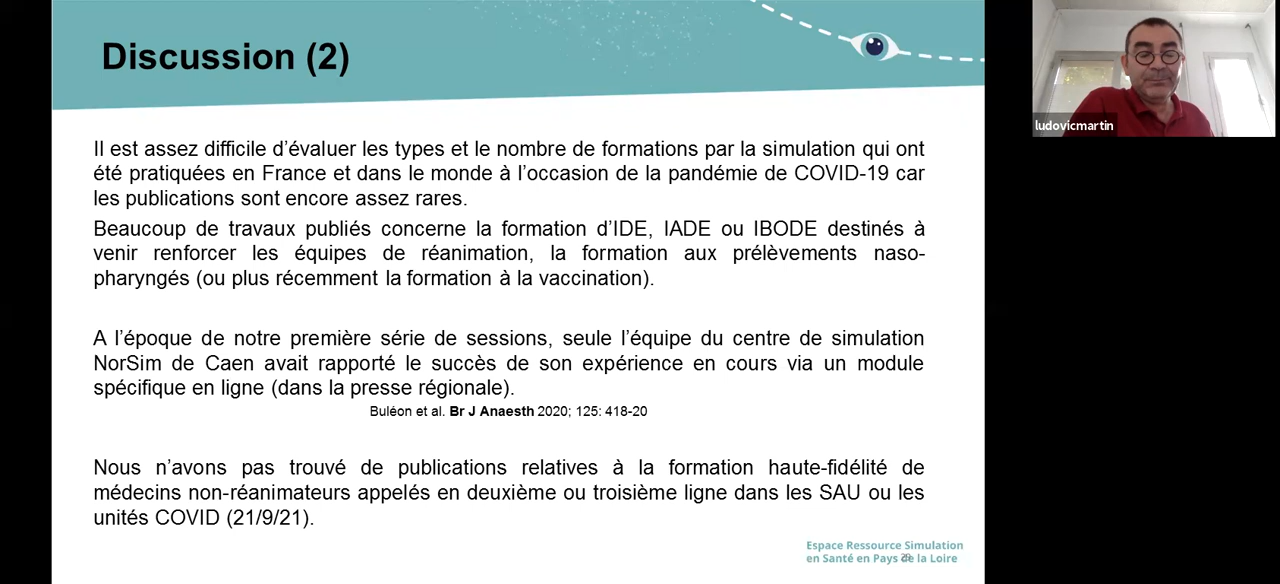 Discussion (2)
ludovicmartin
Il est assez difficile d’évaluer les types et le nombre de formations par la simulation qui ont
été pratiquées en France et dans le monde à l’occasion de la pandémie de COVID-19 car
les publications sont encore assez rares.
Beaucoup de travaux publiés concerne la formation d’IDE, IADE ou IBODE destinés à
venir renforcer les équipes de réanimation, la formation aux prélèvements naso-
pharyngés (ou plus récemment la formation à la vaccination).
A l’époque de notre première série de sessions, seule l’équipe du centre de simulation
NorSim de Caen avait rapporté le succès de son expérience en cours via un module
spécifique en ligne (dans la presse régionale).
Buléon et al. Br J Anaesth 2020; 125: 418-20
Nous n’avons pas trouvé de publications relatives à la formation haute-fidélité de
médecins non-réanimateurs appelés en deuxième ou troisième ligne dans les SAU ou les
unités COVID (21/9/21).
Espace Ressource Simulation
en Santé en Pays de la Loire